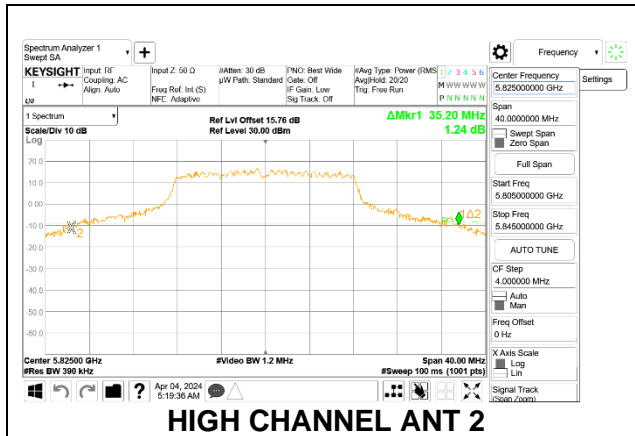 Spectrum Analyzer 1
Swept SA
Frequency
KEYSIGHT
Input: RF
Coupling: AC
Align: Auto
Input Z: 50 Ω
Freq Ref: Int (S)
NFE: Adaptive
#Atten: 30 dB
µW Path: Standard
PNO: Best Wide
Gate: Off
IF Gain: Low
Sig Track: Off
#Avg Type: Power (RMS
Avg|Hold: 20/20
Trig: Free Run
1 2 3 4 5 6
M W W W W W
P N N N N N
Center Frequency
5.825000000 GHz
Settings
Span
40.0000000 MHz
Swept Span
Zero Span
Full Span
Start Freq
5.805000000 GHz
Stop Freq
5.845000000 GHz
AUTO TUNE
CF Step
4.000000 MHz
Auto
Man
Freq Offset
0 Hz
X Axis Scale
Log
Lin
Signal Track
(Span Zoom)
1 Spectrum
Scale/Div 10 dB
Ref Lvl Offset 15.76 dB
Ref Level 30.00 dBm
ΔMkr1 35.20 MHz
1.24 dB
Log
20.0
10.0
0.00
-10.0
-20.0
-30.0
-40.0
-50.0
-60.0
X2
1Δ2
Center 5.82500 GHz
#Res BW 390 kHz
#Video BW 1.2 MHz
Span 40.00 MHz
#Sweep 100 ms (1001 pts)
Apr 04, 2024
5:19:36 AM
HIGH CHANNEL ANT 2